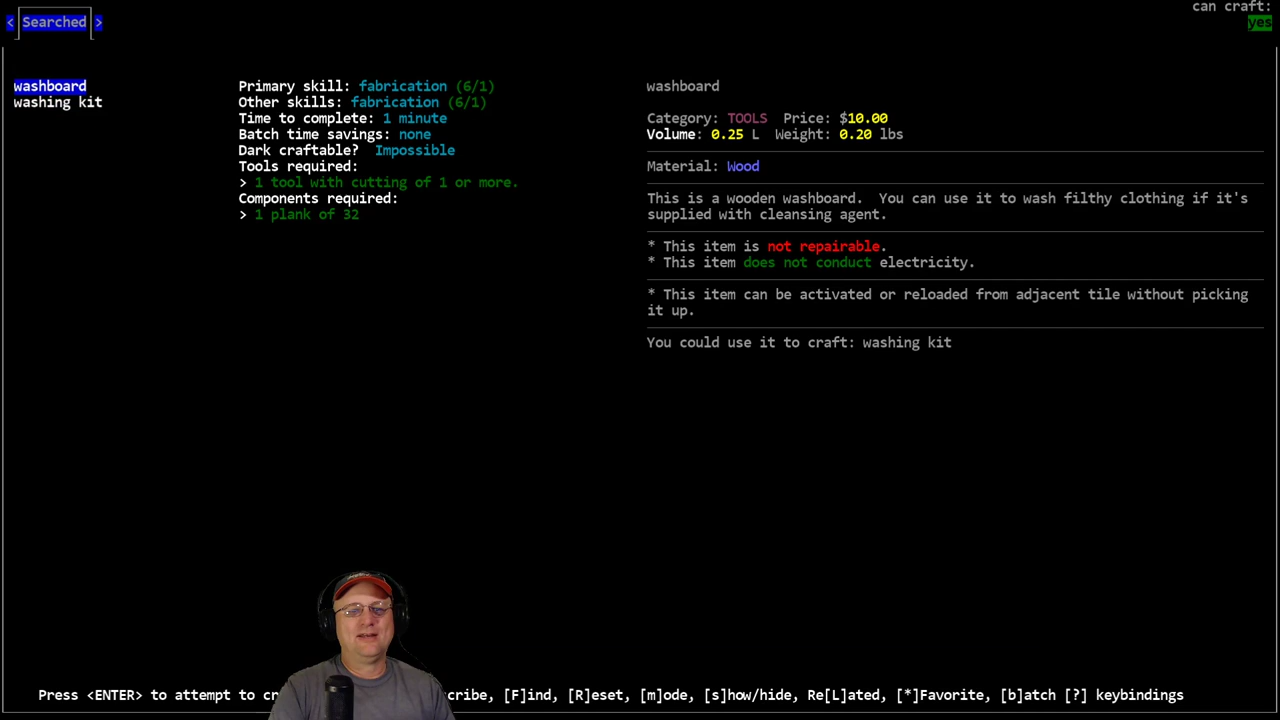 can craft:
< Searched >
yes
washboard
washing kit
Primary skill: fabrication (6/1)
Other skills: fabrication (6/1)
Time to complete: 1 minute
Batch time savings: none
Dark craftable? Impossible
Tools required:
> 1 tool with cutting of 1 or more.
Components required:
> 1 plank of 32
washboard
Category: TOOLS Price: $10.00
Volume: 0.25 L Weight: 0.20 lbs
Material: Wood
This is a wooden washboard. You can use it to wash filthy clothing if it's
supplied with cleansing agent.
* This item is not repairable.
* This item does not conduct electricity.
* This item can be activated or reloaded from adjacent tile without picking
it up.
You could use it to craft: washing kit
Press <ENTER> to attempt to cr cribe, [F]ind, [R]eset, [m]ode, [s]how/hide, Re[L]ated, [*]Favorite, [b]atch [?] keybindings